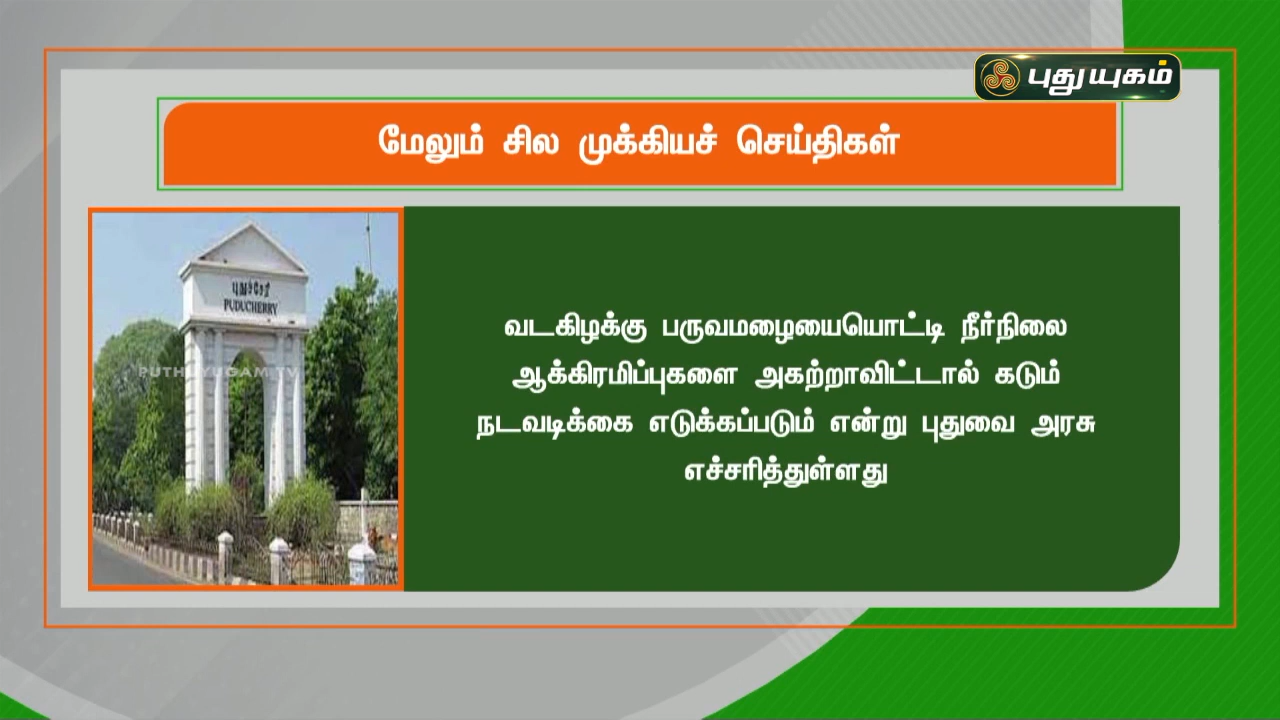 புதுயுகம்
மேலும் சில முக்கியச் செய்திகள்
புதுச்சேரி
PUDUCHERRY
PUTHUYUGAM TV
வடகிழக்கு பருவமழையையொட்டி நீர்நிலை
ஆக்கிரமிப்புகளை அகற்றாவிட்டால் கடும்
நடவடிக்கை எடுக்கப்படும் என்று புதுவை அரசு
எச்சரித்துள்ளது